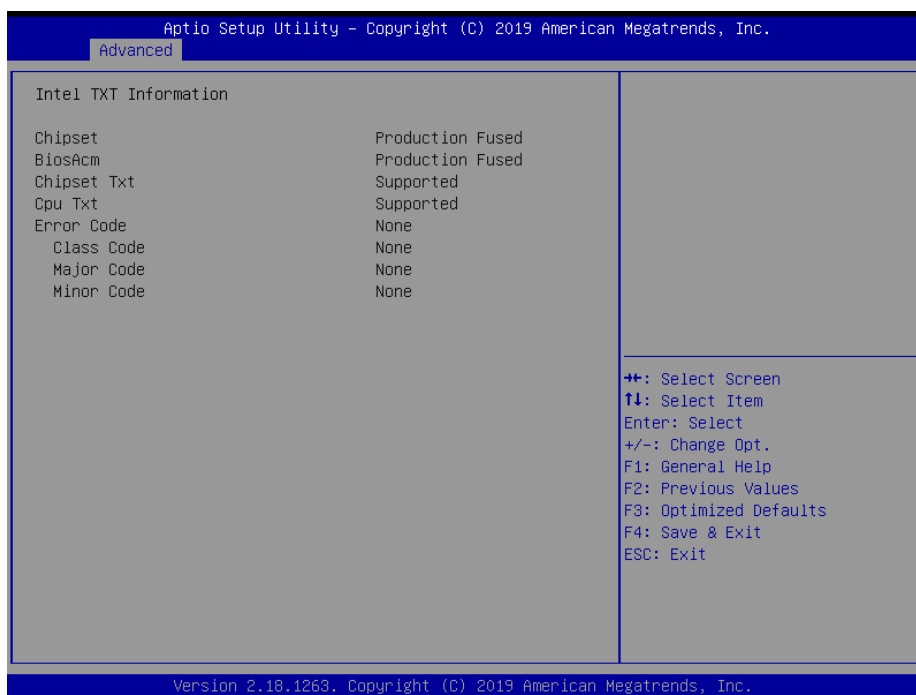 Aptio Setup Utility – Copyright (C) 2019 American Megatrends, Inc.
Advanced
Intel TXT Information
Chipset Production Fused
BiosAcm Production Fused
Chipset Txt Supported
Cpu Txt Supported
Error Code None
Class Code None
Major Code None
Minor Code None
→←: Select Screen
↑↓: Select Item
Enter: Select
+/-: Change Opt.
F1: General Help
F2: Previous Values
F3: Optimized Defaults
F4: Save & Exit
ESC: Exit
Version 2.18.1263. Copyright (C) 2019 American Megatrends, Inc.